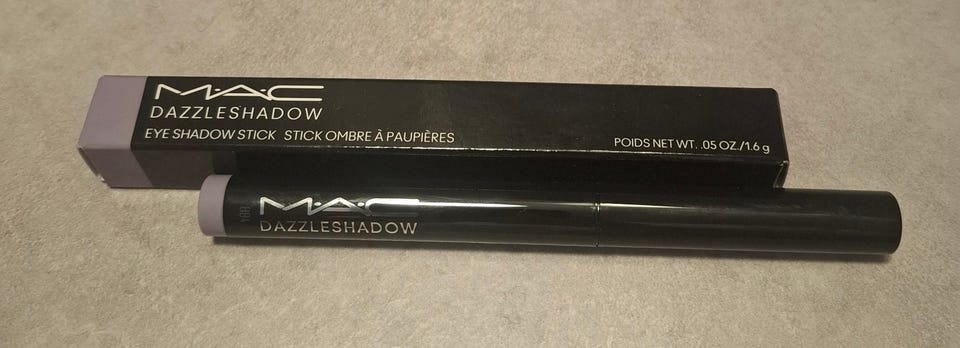 M·A·C
DAZZLESHADOW
EYE SHADOW STICK STICK OMBRE À PAUPIÈRES
POIDS NET WT. .05 OZ./1.6 g
M·A·C
DAZZLESHADOW